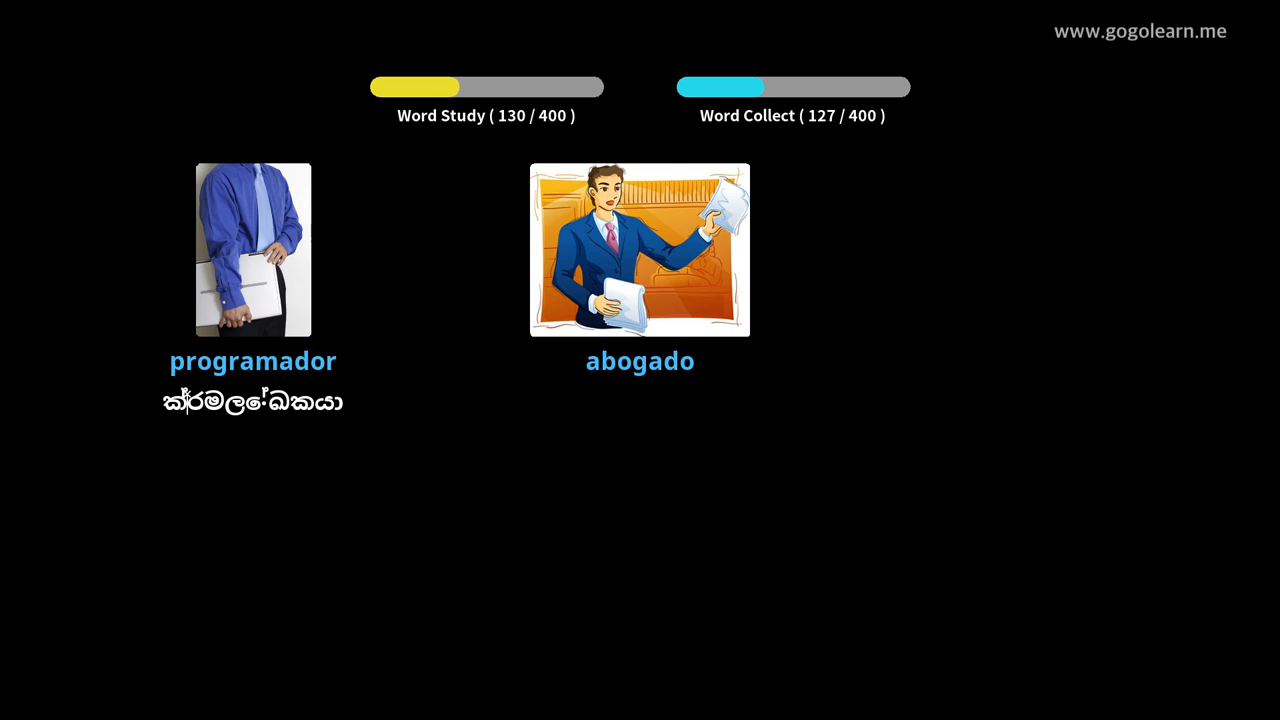 www.gogolearn.me
Word Study ( 130 / 400 )
Word Collect ( 127 / 400 )
programador
abogado
ක්‍රමලේඛකයා